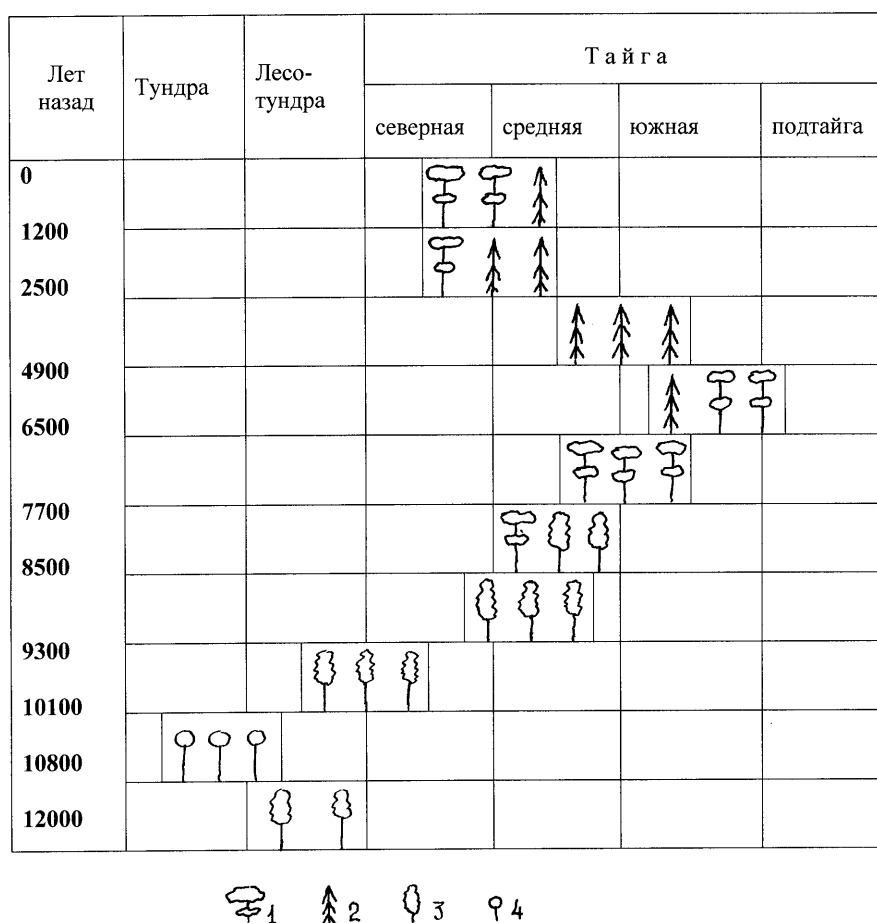 Лет
назад
Тундра
Лесо-
тундра
Тайга
северная
средняя
южная
подтайга
0
1200
2500
4900
6500
7700
8500
9300
10100
10800
12000
1 2 3 4